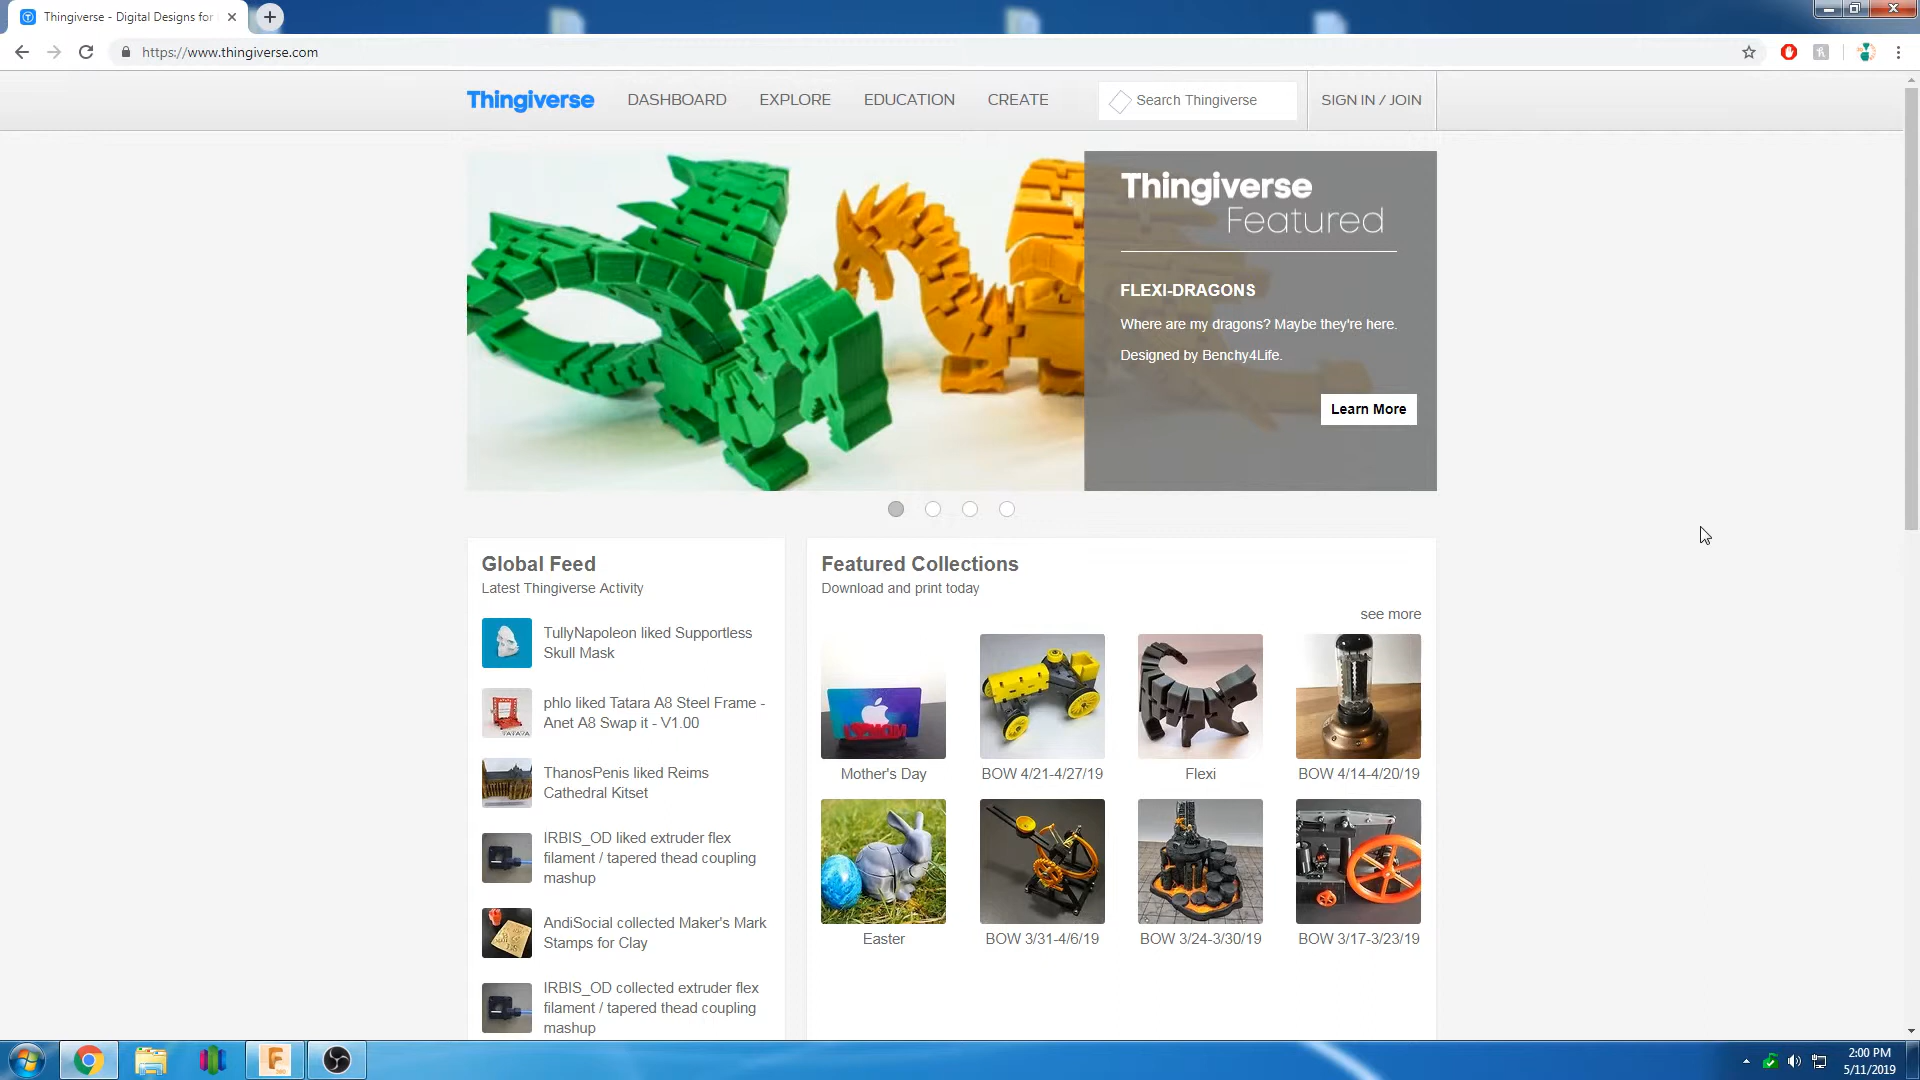 Thingiverse - Digital Designs for
https://www.thingiverse.com
Thingiverse
DASHBOARD
EXPLORE
EDUCATION
CREATE
Search Thingiverse
SIGN IN / JOIN
Thingiverse
Featured
FLEXI-DRAGONS
Where are my dragons? Maybe they're here.
Designed by Benchy4Life.
Learn More
Global Feed
Latest Thingiverse Activity
TullyNapoleon liked Supportless
Skull Mask
phlo liked Tatara A8 Steel Frame -
Anet A8 Swap it - V1.00
TATARA
ThanosPenis liked Reims
Cathedral Kitset
IRBIS_OD liked extruder flex
filament / tapered thead coupling
mashup
AndiSocial collected Maker's Mark
Stamps for Clay
IRBIS_OD collected extruder flex
filament / tapered thead coupling
mashup
Featured Collections
Download and print today
see more
Mother's Day
BOW 4/21-4/27/19
Flexi
BOW 4/14-4/20/19
Easter
BOW 3/31-4/6/19
BOW 3/24-3/30/19
BOW 3/17-3/23/19
2:00 PM
5/11/2019